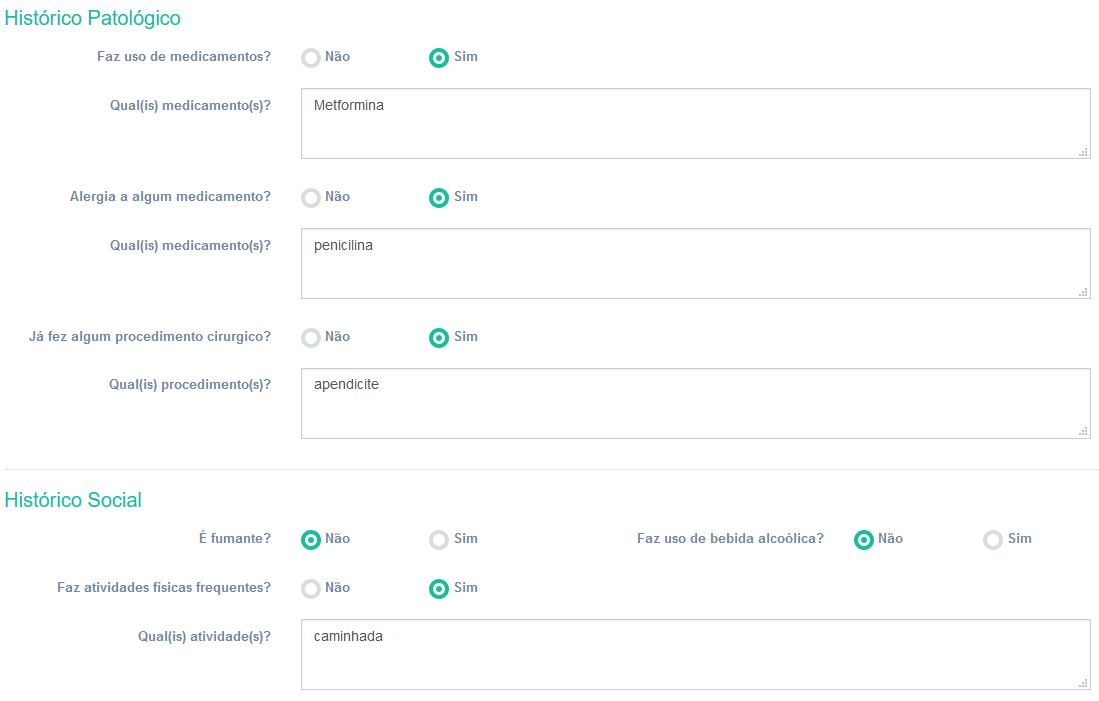 Histórico Patológico
Faz uso de medicamentos? Não Sim
Qual(is) medicamento(s)? Metformina
Alergia a algum medicamento? Não Sim
Qual(is) medicamento(s)? penicilina
Já fez algum procedimento cirurgico? Não Sim
Qual(is) procedimento(s)? apendicite
Histórico Social
É fumante? Não Sim Faz uso de bebida alcoólica? Não Sim
Faz atividades físicas frequentes? Não Sim
Qual(is) atividade(s)? caminhada